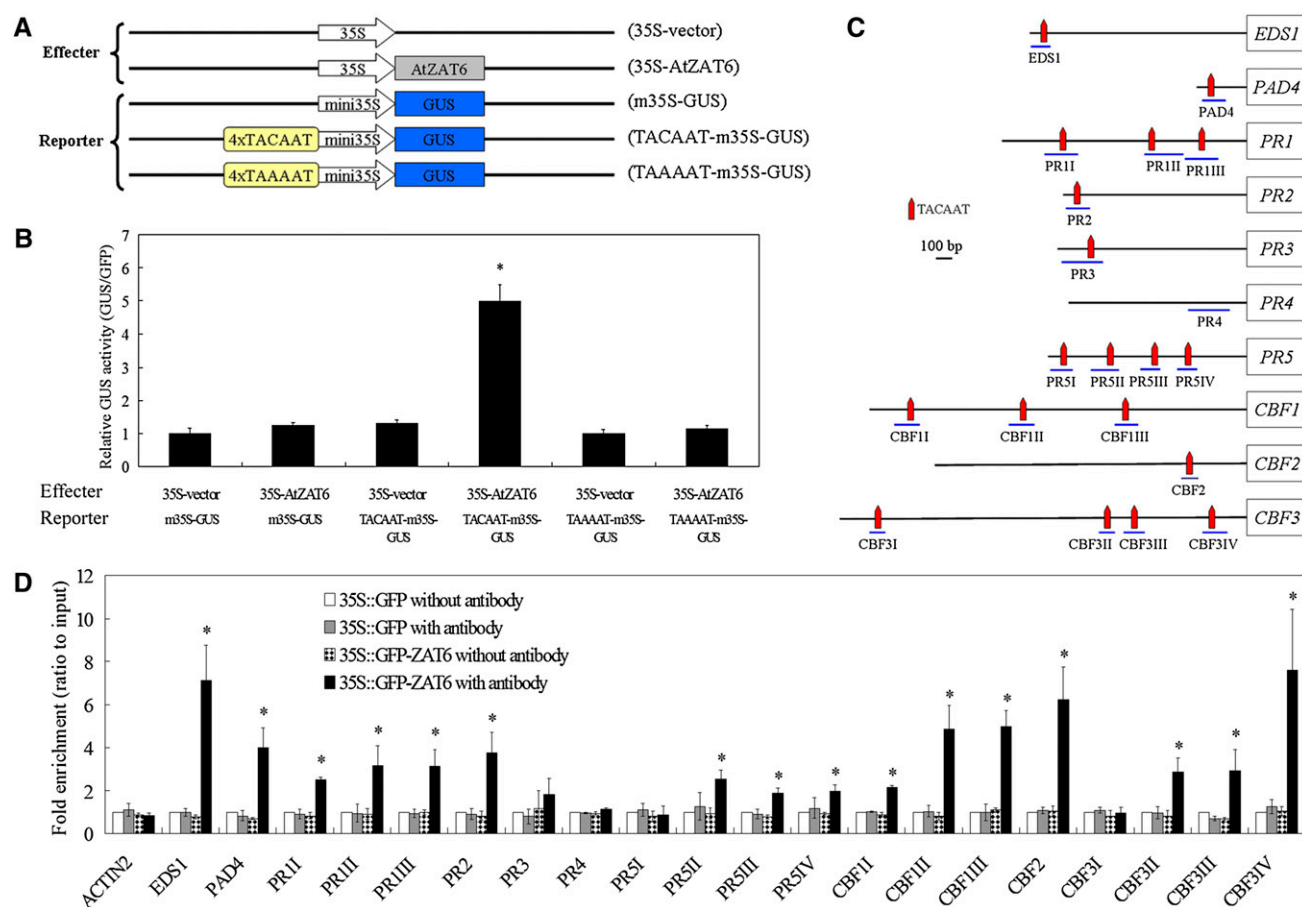 A
Effecter
35S
(35S-vector)
35S
AtZAT6
(35S-AtZAT6)
Reporter
mini35S
GUS
(m35S-GUS)
4xTACAAT
mini35S
GUS
(TACAAT-m35S-GUS)
4xTAAAAT
mini35S
GUS
(TAAAAT-m35S-GUS)
B
Relative GUS activity (GUS/GFP)
7
6
5
4
3
2
1
0
*
Effecter
35S-vector
35S-AtZAT6
35S-vector
35S-AtZAT6
35S-vector
35S-AtZAT6
Reporter
m35S-GUS
m35S-GUS
TACAAT-m35S-
GUS
TACAAT-m35S-
GUS
TAAAAT-m35S-
GUS
TAAAAT-m35S-
GUS
C
EDS1
EDS1
PAD4
PAD4
PR1
PR1I
PR1II
PR1III
TACAAT
100 bp
PR2
PR2
PR3
PR3
PR4
PR4
PR5
PR5I
PR5II
PR5III
PR5IV
CBF1
CBF1I
CBF1II
CBF1III
CBF2
CBF2
CBF3
CBF3I
CBF3II
CBF3III
CBF3IV
D
Fold enrichment (ratio to input)
12
10
8
6
4
2
0
35S::GFP without antibody
35S::GFP with antibody
35S::GFP-ZAT6 without antibody
35S::GFP-ZAT6 with antibody
* * * * * * * * * * * * * * * *
ACTIN2
EDS1
PAD4
PR1I
PR1II
PR1III
PR2
PR3
PR4
PR5I
PR5II
PR5III
PR5IV
CBF1I
CBF1II
CBF1III
CBF2
CBF3I
CBF3II
CBF3III
CBF3IV